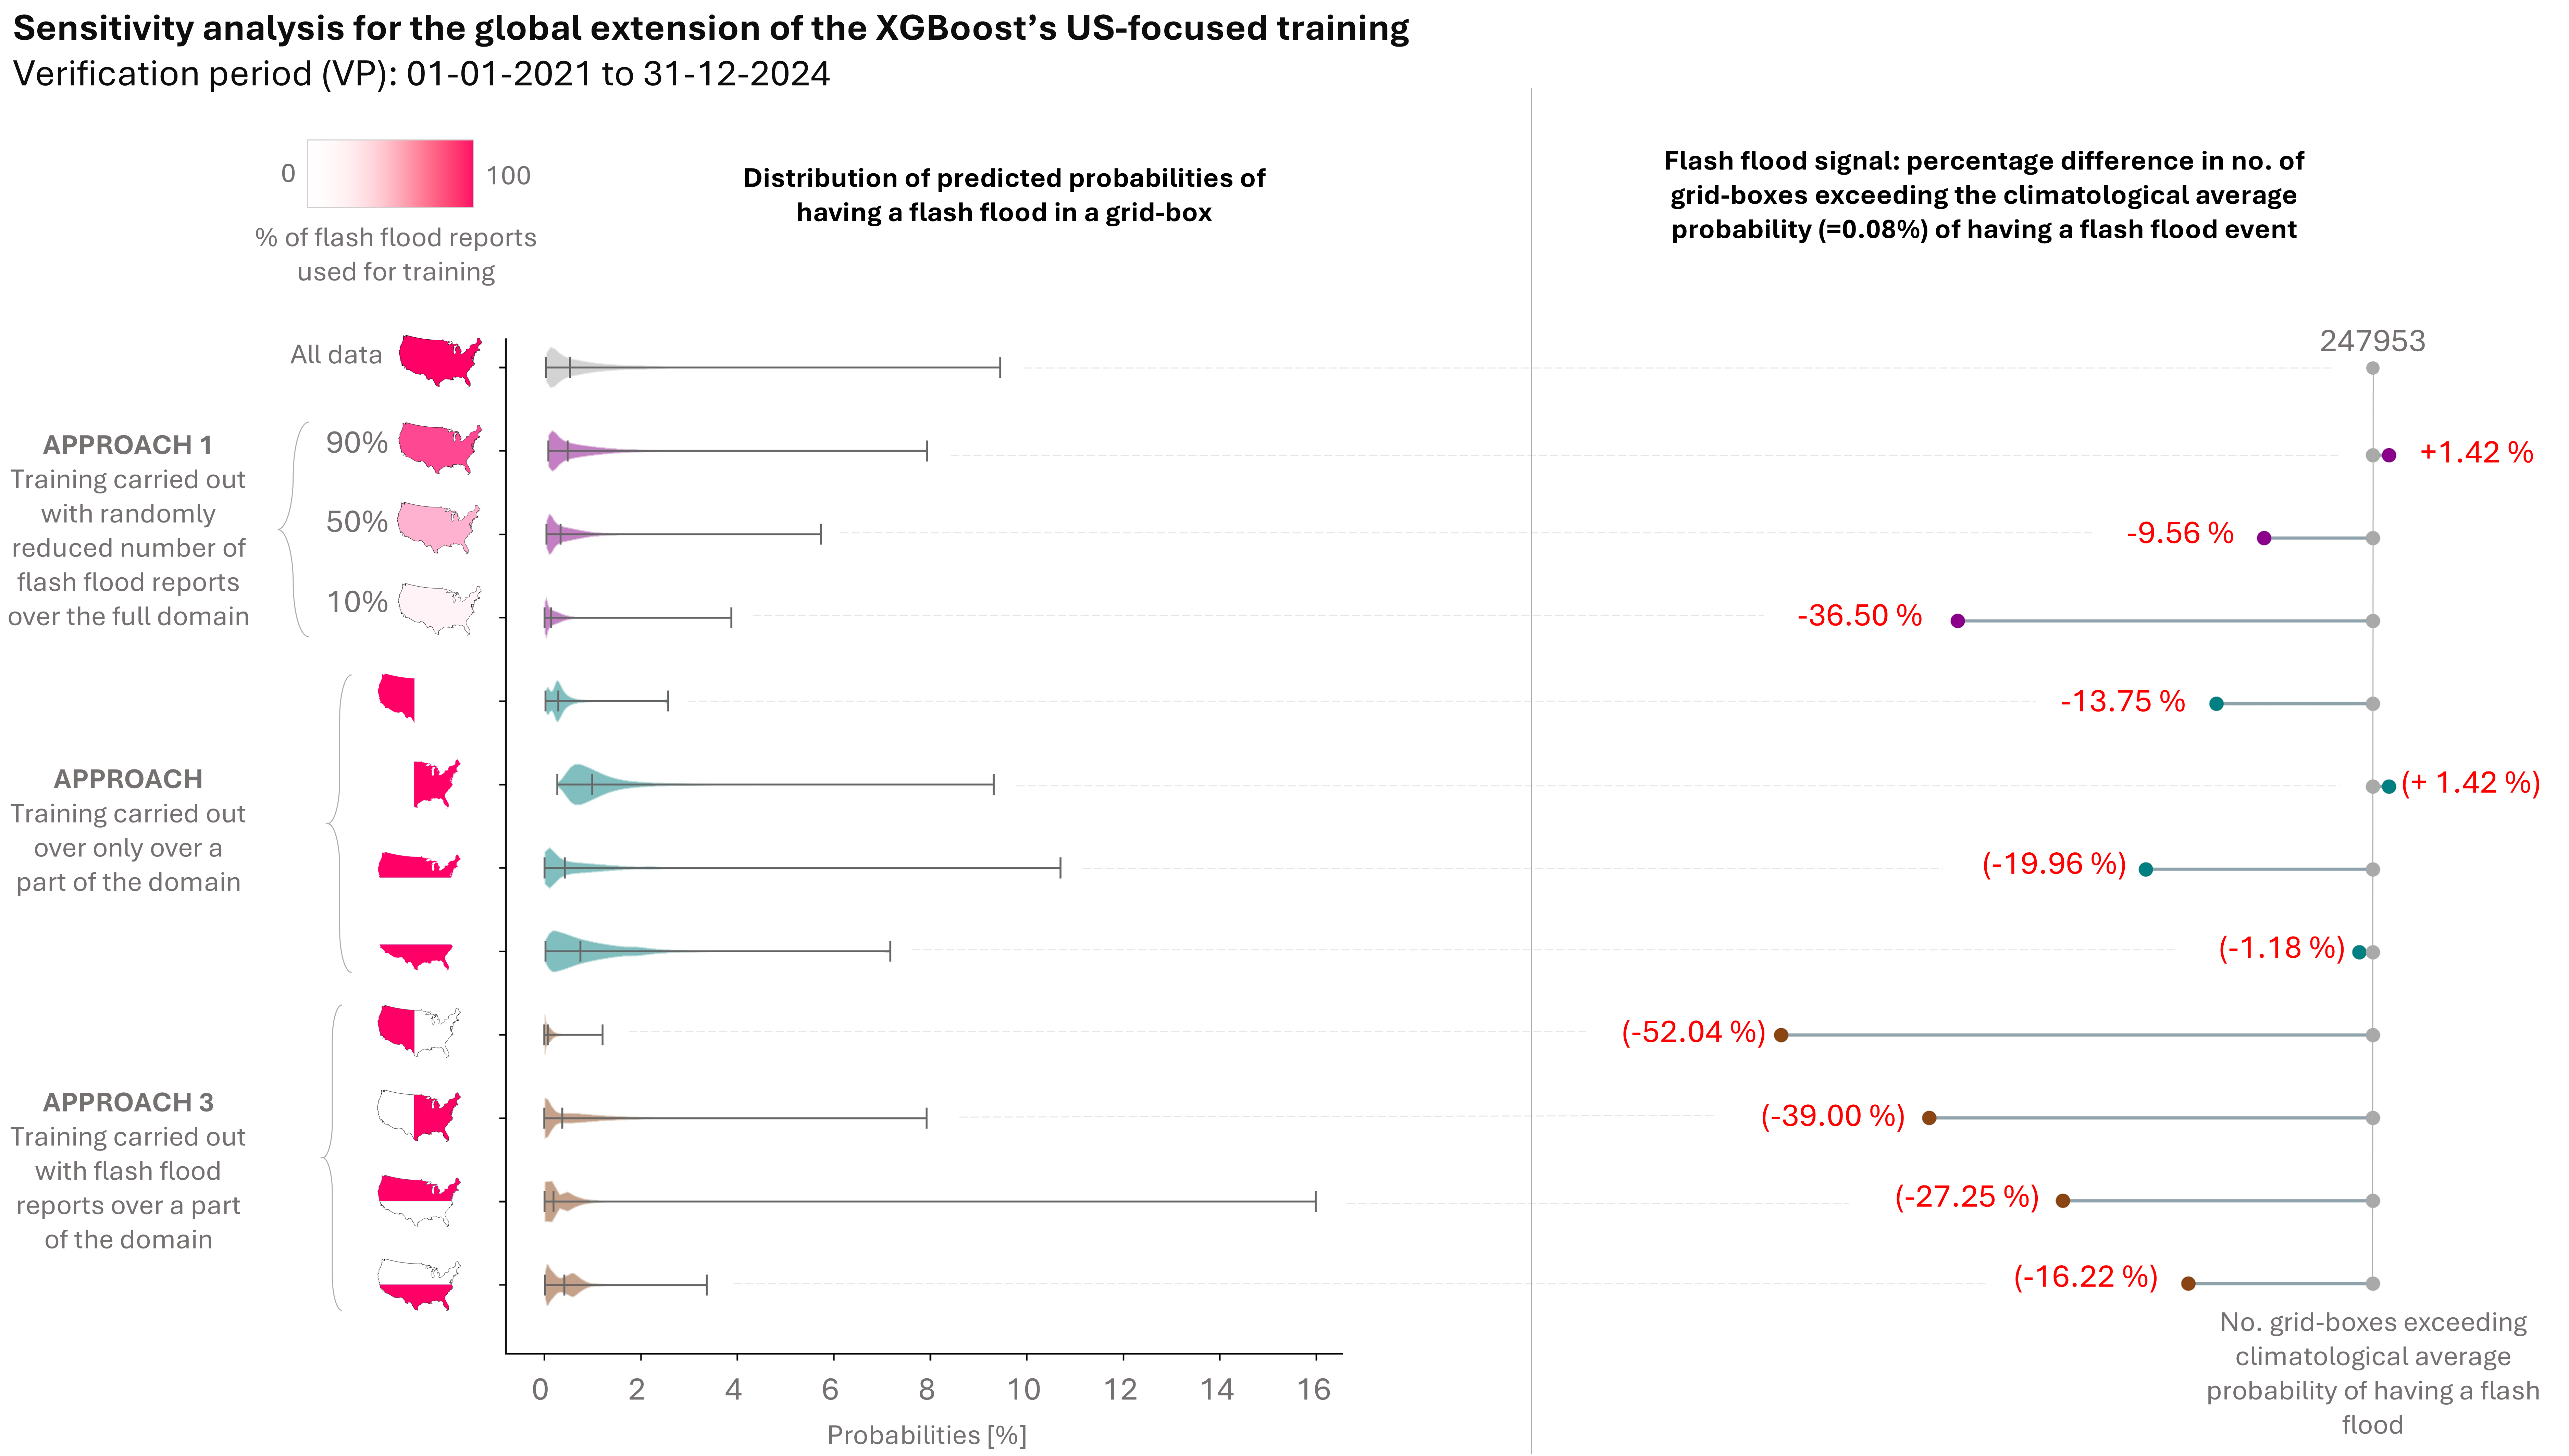 Sensitivity analysis for the global extension of the XGBoost’s US-focused training
Verification period (VP): 01-01-2021 to 31-12-2024
0
100
% of flash flood reports
used for training
Distribution of predicted probabilities of
having a flash flood in a grid-box
Flash flood signal: percentage difference in no. of
grid-boxes exceeding the climatological average
probability (=0.08%) of having a flash flood event
All data
247953
APPROACH 1
Training carried out
with randomly
reduced number of
flash flood reports
over the full domain
90%
+1.42 %
50%
-9.56 %
10%
-36.50 %
APPROACH
Training carried out
over only over a
part of the domain
-13.75 %
(+ 1.42 %)
(-19.96 %)
(-1.18 %)
APPROACH 3
Training carried out
with flash flood
reports over a part
of the domain
(-52.04 %)
(-39.00 %)
(-27.25 %)
(-16.22 %)
0 2 4 6 8 10 12 14 16
Probabilities [%]
No. grid-boxes exceeding
climatological average
probability of having a flash
flood